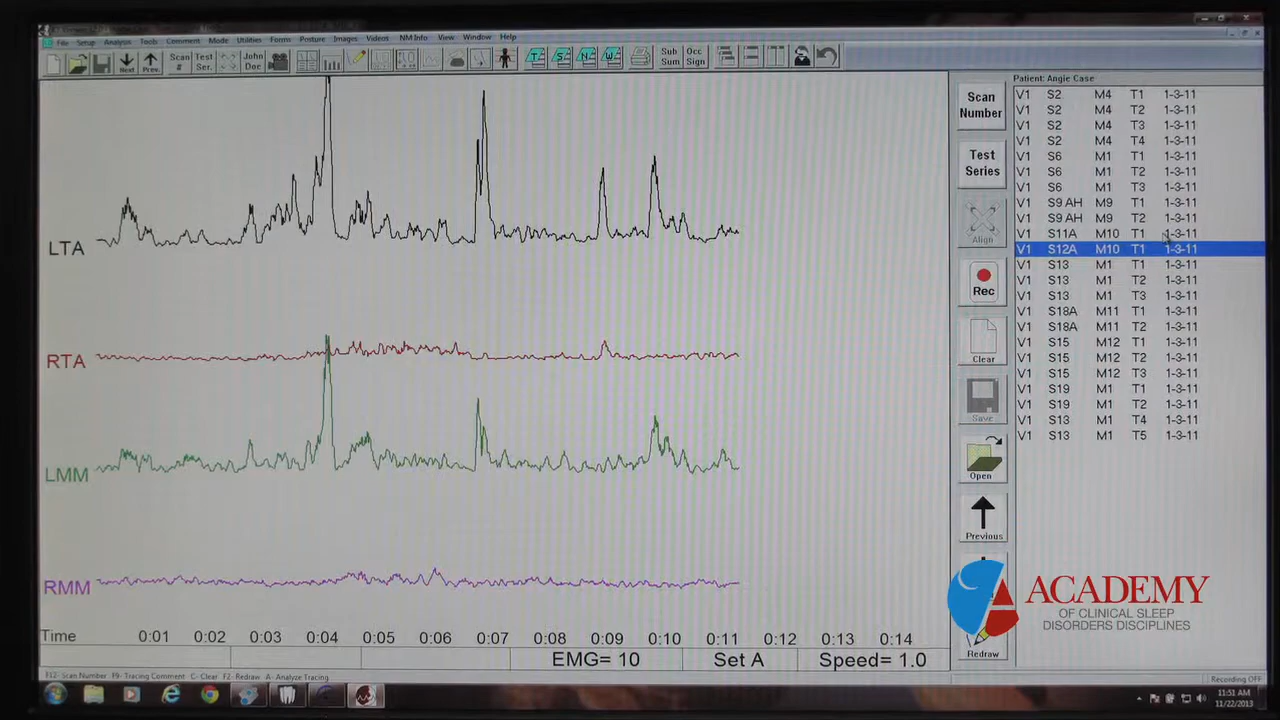 File Setup Analysis Tools Comment Mode Utilities Forms Posture Images Videos NM Info View Window Help
Next Prev. Scan # Test Ser. John Doc T S N W Sub Sum Occ Sign
Patient: Angie Case
Scan Number
Test Series
Align
Rec
Clear
Save
Open
Previous
Redraw
V1 S2 M4 T1 1-3-11
V1 S2 M4 T2 1-3-11
V1 S2 M4 T3 1-3-11
V1 S2 M4 T4 1-3-11
V1 S6 M1 T1 1-3-11
V1 S6 M1 T2 1-3-11
V1 S6 M1 T3 1-3-11
V1 S9 AH M9 T1 1-3-11
V1 S9 AH M9 T2 1-3-11
V1 S11A M10 T1 1-3-11
V1 S12A M10 T1 1-3-11
V1 S13 M1 T1 1-3-11
V1 S13 M1 T2 1-3-11
V1 S13 M1 T3 1-3-11
V1 S18A M11 T1 1-3-11
V1 S18A M11 T2 1-3-11
V1 S15 M12 T1 1-3-11
V1 S15 M12 T2 1-3-11
V1 S15 M12 T3 1-3-11
V1 S19 M1 T1 1-3-11
V1 S19 M1 T2 1-3-11
V1 S13 M1 T4 1-3-11
V1 S13 M1 T5 1-3-11
LTA
RTA
LMM
RMM
Time 0:01 0:02 0:03 0:04 0:05 0:06 0:07 0:08 0:09 0:10 0:11 0:12 0:13 0:14
EMG= 10 Set A Speed= 1.0
ACADEMY
OF CLINICAL SLEEP
DISORDERS DISCIPLINES
F12- Scan Number F9- Tracing Comment C- Clear F2- Redraw A- Analyze Tracing
Recording OFF
11:51 AM
11/22/2013